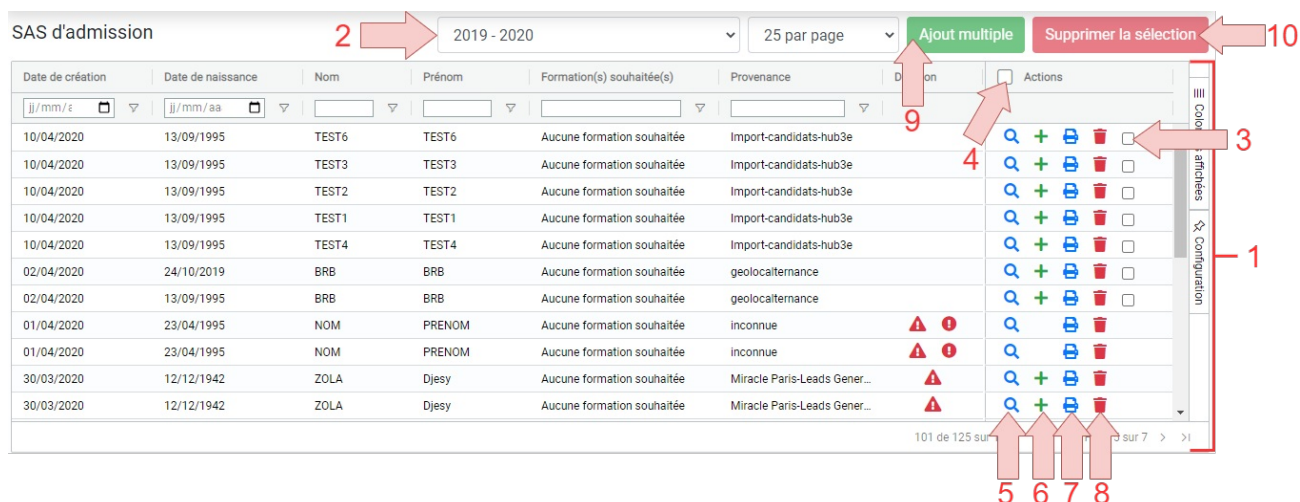 SAS d'admission 2 2019 - 2020 25 par page Ajout multiple Supprimer la sélection 10
Date de création Date de naissance Nom Prénom Formation(s) souhaitée(s) Provenance Actions
jj/mm/a jj/mm/aa
9
10/04/2020 13/09/1995 TEST6 TEST6 Aucune formation souhaitée Import-candidats-hub3e 3
4
10/04/2020 13/09/1995 TEST3 TEST3 Aucune formation souhaitée Import-candidats-hub3e
10/04/2020 13/09/1995 TEST2 TEST2 Aucune formation souhaitée Import-candidats-hub3e
10/04/2020 13/09/1995 TEST1 TEST1 Aucune formation souhaitée Import-candidats-hub3e
10/04/2020 13/09/1995 TEST4 TEST4 Aucune formation souhaitée Import-candidats-hub3e
02/04/2020 24/10/2019 BRB BRB Aucune formation souhaitée geolocalternance
02/04/2020 13/09/1995 BRB BRB Aucune formation souhaitée geolocalternance
01/04/2020 23/04/1995 NOM PRENOM Aucune formation souhaitée inconnue
01/04/2020 23/04/1995 NOM PRENOM Aucune formation souhaitée inconnue
30/03/2020 12/12/1942 ZOLA Djesy Aucune formation souhaitée Miracle Paris-Leads Gener...
30/03/2020 12/12/1942 ZOLA Djesy Aucune formation souhaitée Miracle Paris-Leads Gener...
affichées
Configuration
1
101 de 125 sur 7
5 6 7 8